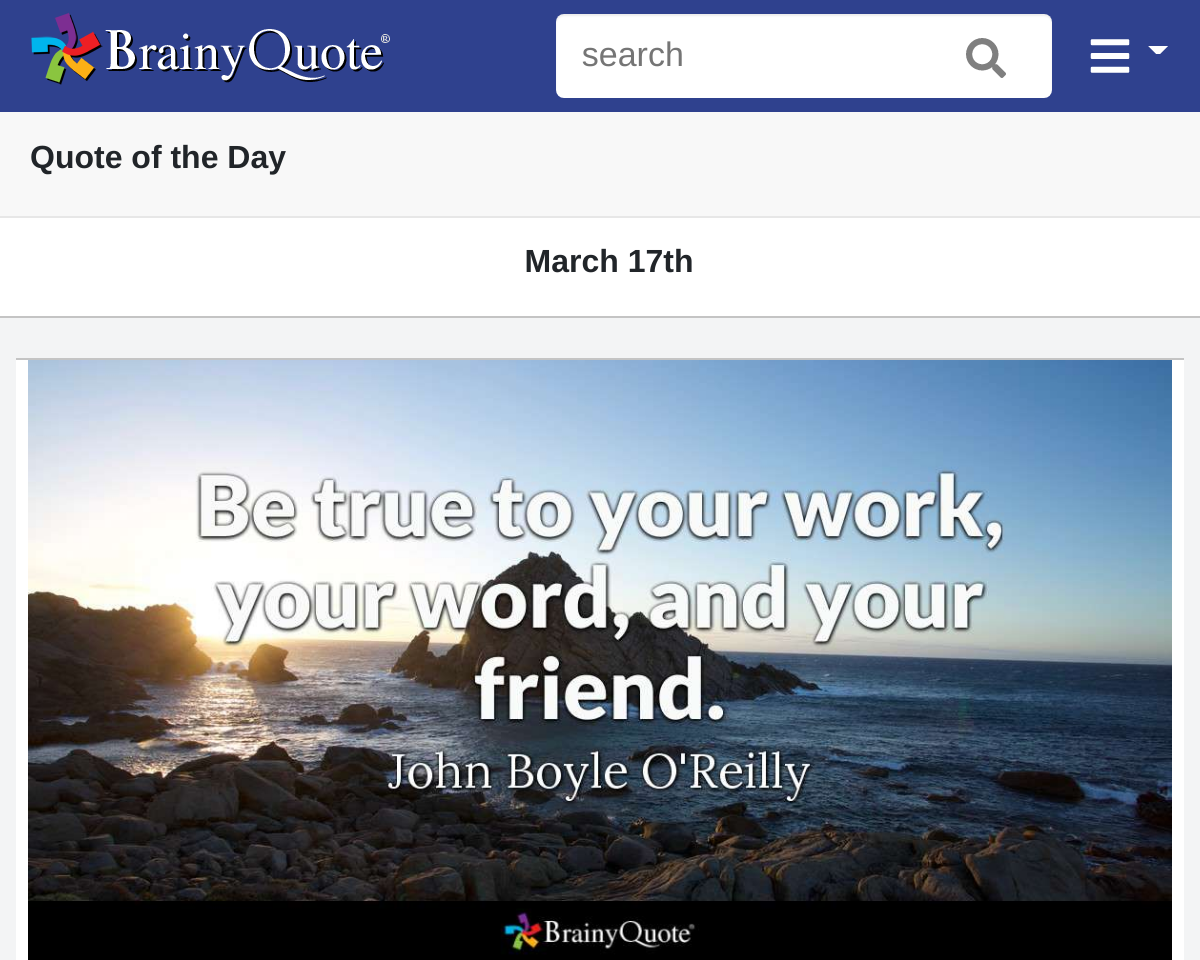 BrainyQuote®
search
Quote of the Day
March 17th
Be true to your work,
your word, and your
friend.
John Boyle O'Reilly
BrainyQuote®